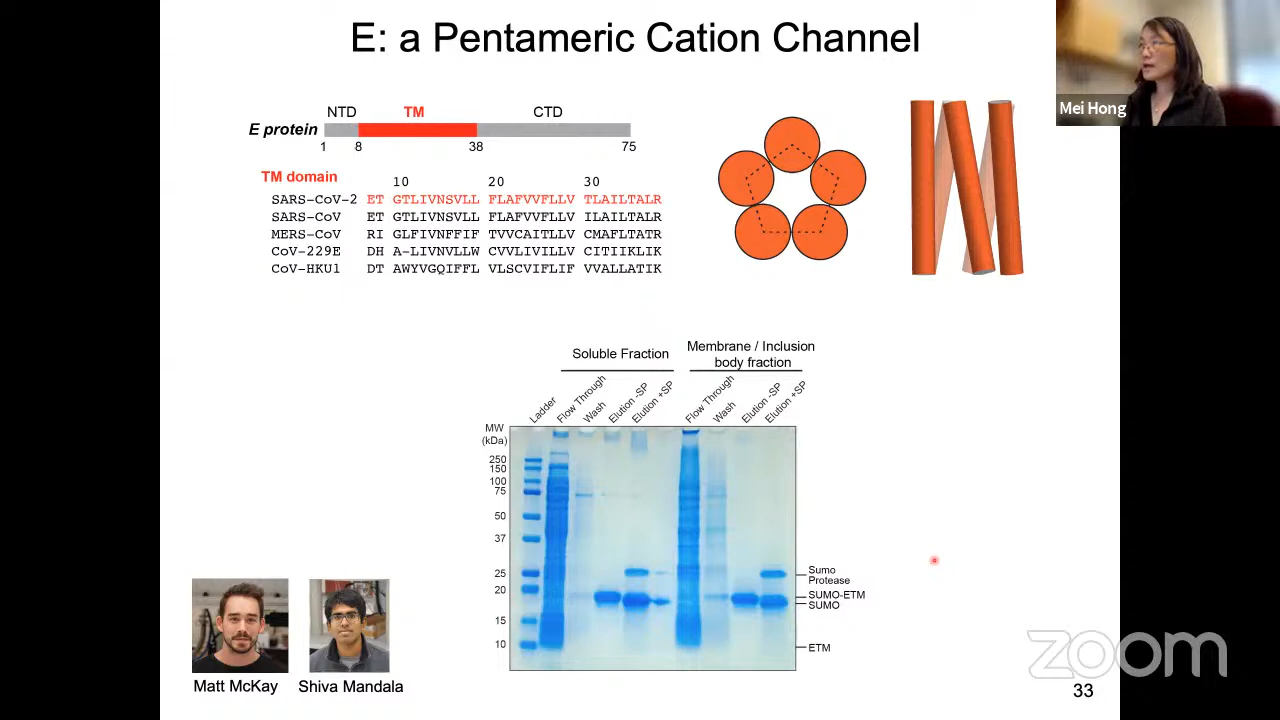 E: a Pentameric Cation Channel
Mei Hong
NTD TM CTD
E protein
1 8 38 75
TM domain
10 20 30
SARS-CoV-2 ET GTLIVNSVLL FLAFVVFLLV TLAILTALR
SARS-CoV ET GTLIVNSVLL FLAFVVFLLV ILAILTALR
MERS-CoV RI GLFIVNFFIF TVVCAITLLV CMAFLTATR
CoV-229E DH A-LIVNVLLW CVVLIVILLV CITIIKLIK
CoV-HKU1 DT AWYVGQIFFL VLSCVIFLIF VVALLATIK
Soluble Fraction
Membrane / Inclusion
body fraction
Ladder
Flow Through
Wash
Elution -SP
Elution +SP
Flow Through
Wash
Elution -SP
Elution +SP
MW
(kDa)
250
150
100
75
50
37
25
20
15
10
Sumo
Protease
SUMO-ETM
SUMO
ETM
Matt McKay
Shiva Mandala
zoom
33